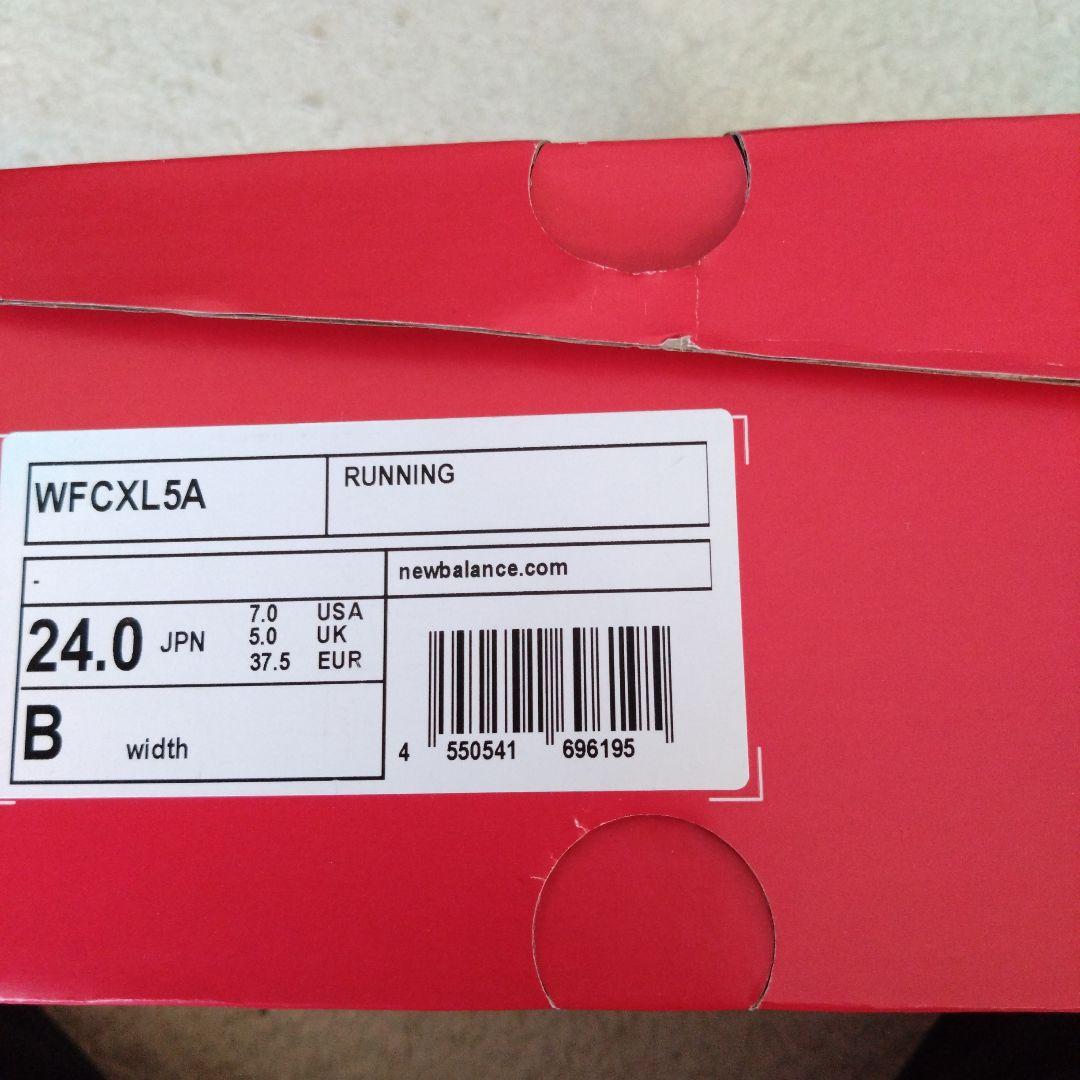 WFCXL5A
RUNNING
-
newbalance.com
24.0 JPN
7.0 USA
5.0 UK
37.5 EUR
B width
4 550541 696195